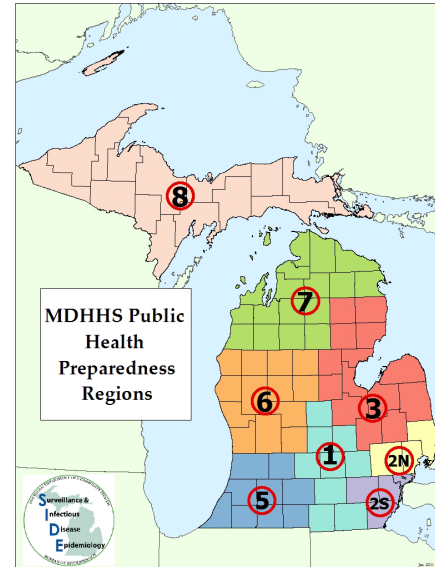 8
7
MDHHS Public
Health
Preparedness
Regions
6
3
1
2N
5
2S
Surveillance &
Infectious
Disease
Epidemiology